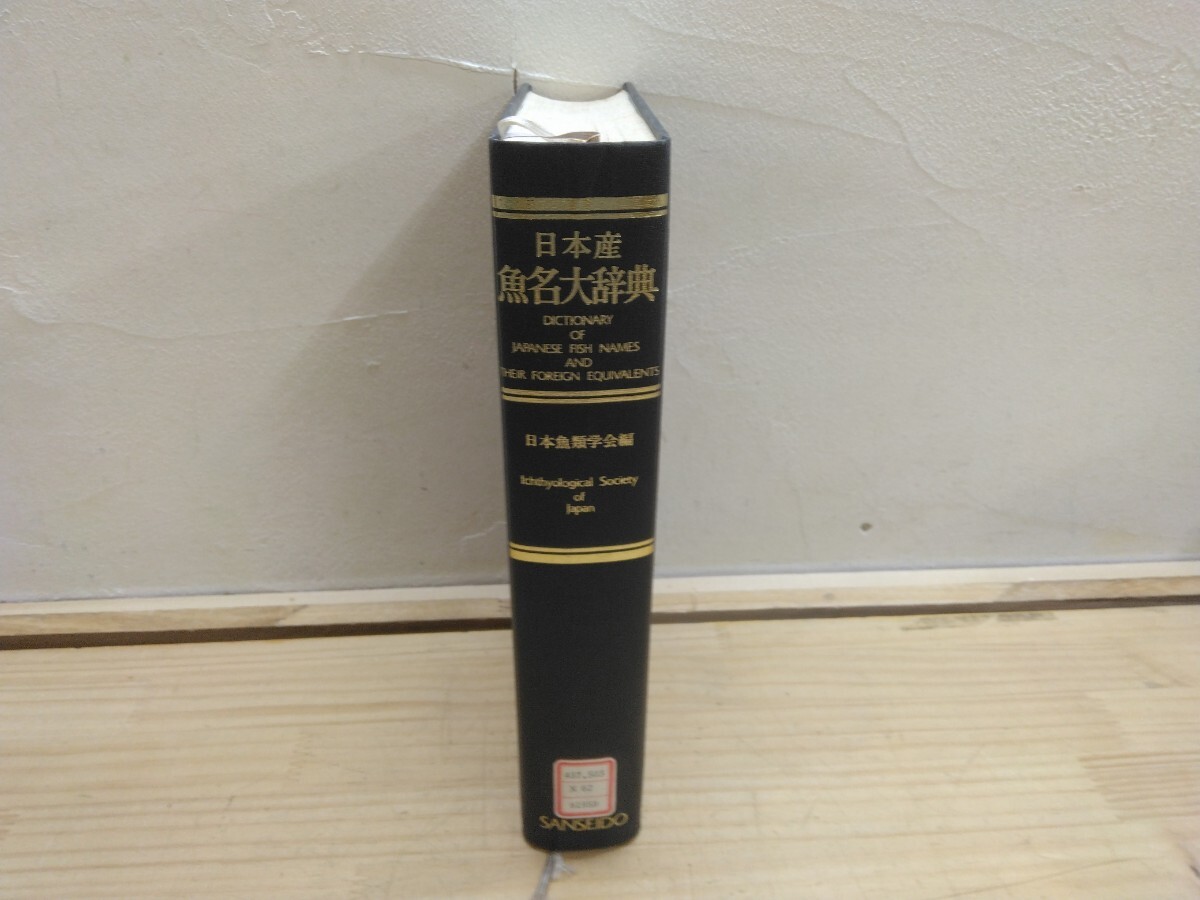 日本産
魚名大辞典
DICTIONARY
OF
JAPANESE FISH NAMES
AND
THEIR FOREIGN EQUIVALENTS
日本魚類学会編
Ichthyological Society
of
Japan
N 62
SANSEIDO